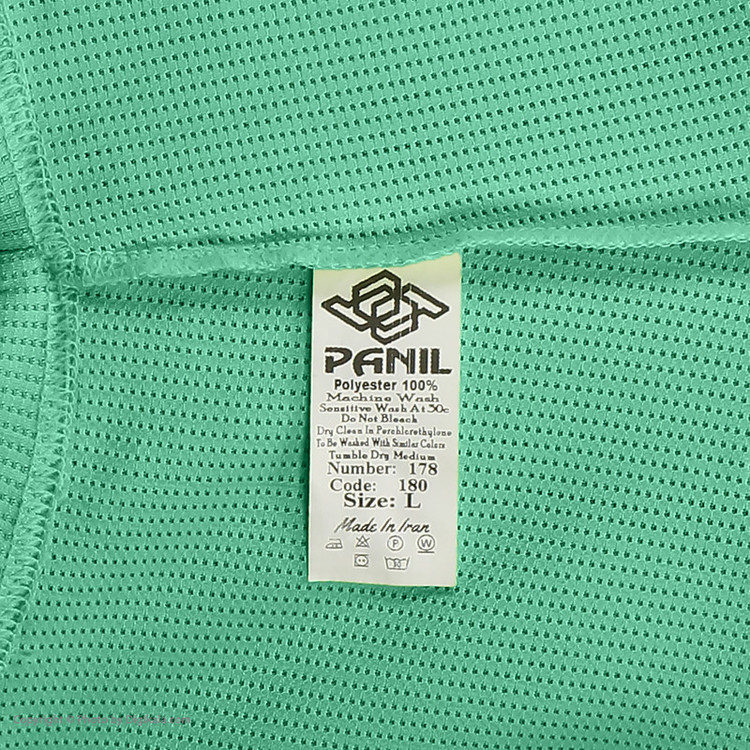 PANIL
Polyester 100%
Machine Wash
Sensitive Wash At 30c
Do Not Bleach
Dry Clean In Perchlorethylone
To Be Washed With Similar Colors
Tumble Dry Medium
Number: 178
Code: 180
Size: L
Made In Iran
P W